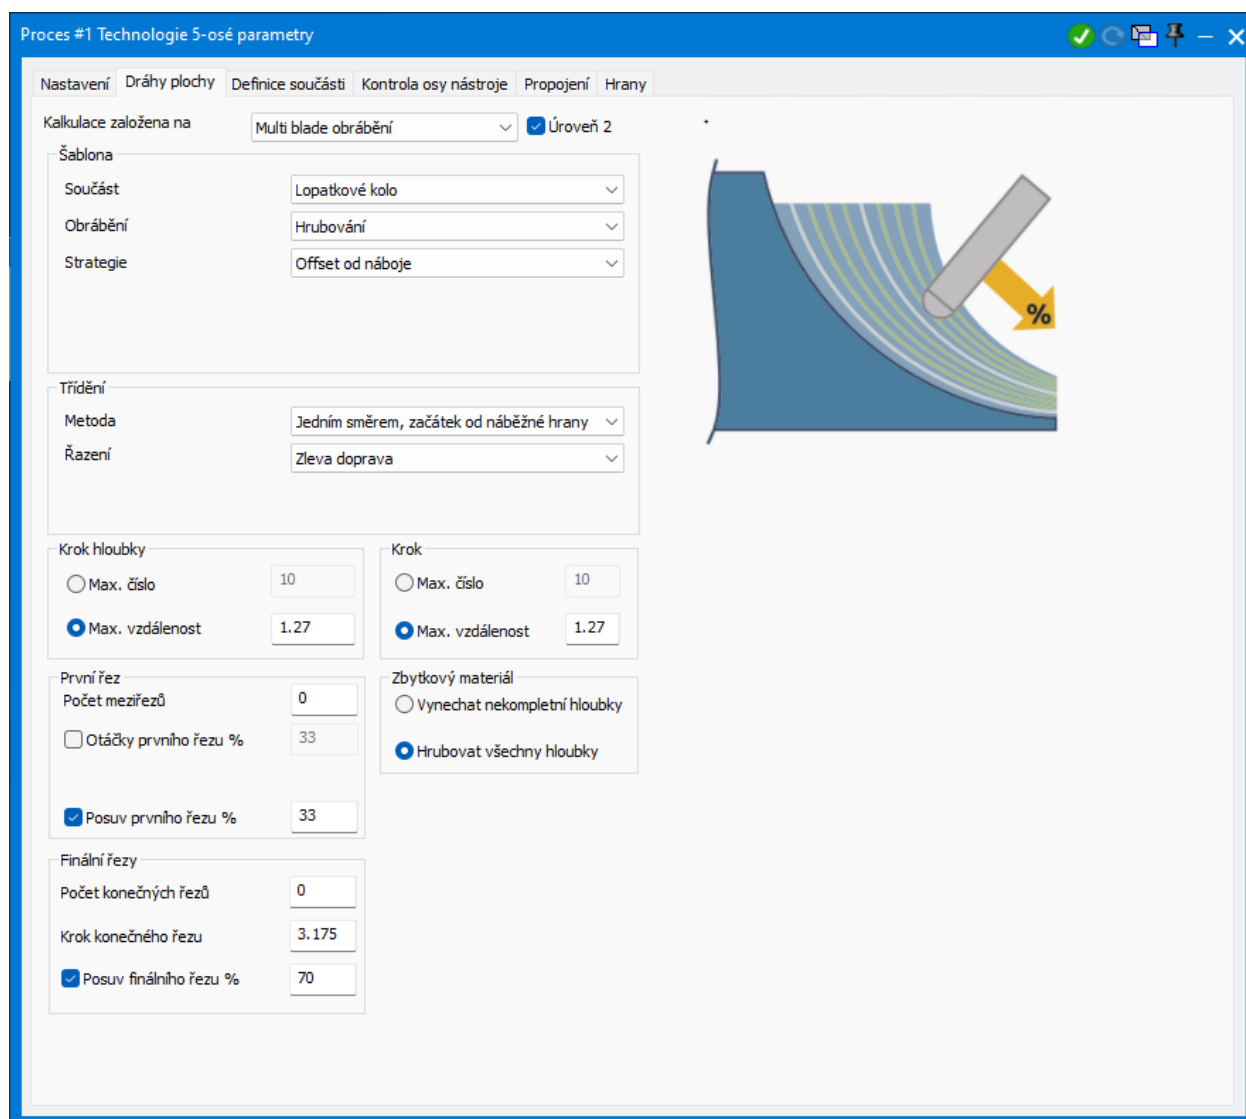 Proces #1 Technologie 5-osé parametry
Nastavení Dráhy plochy Definice součásti Kontrola osy nástroje Propojení Hrany
Kalkulace založena na Multi blade obrábění Úroveň 2
Šablona
Součást Lopatkové kolo
Obrábění Hrubování
Strategie Offset od náboje
%
Třídění
Metoda Jedním směrem, začátek od náběžné hrany
Řazení Zleva doprava
Krok hloubky
Max. číslo 10
Max. vzdálenost 1.27
Krok
Max. číslo 10
Max. vzdálenost 1.27
První řez
Počet meziřezů 0
Otáčky prvního řezu % 33
Posuv prvního řezu % 33
Zbytkový materiál
Vynechat nekompletní hloubky
Hrubovat všechny hloubky
Finální řezy
Počet konečných řezů 0
Krok konečného řezu 3.175
Posuv finálního řezu % 70